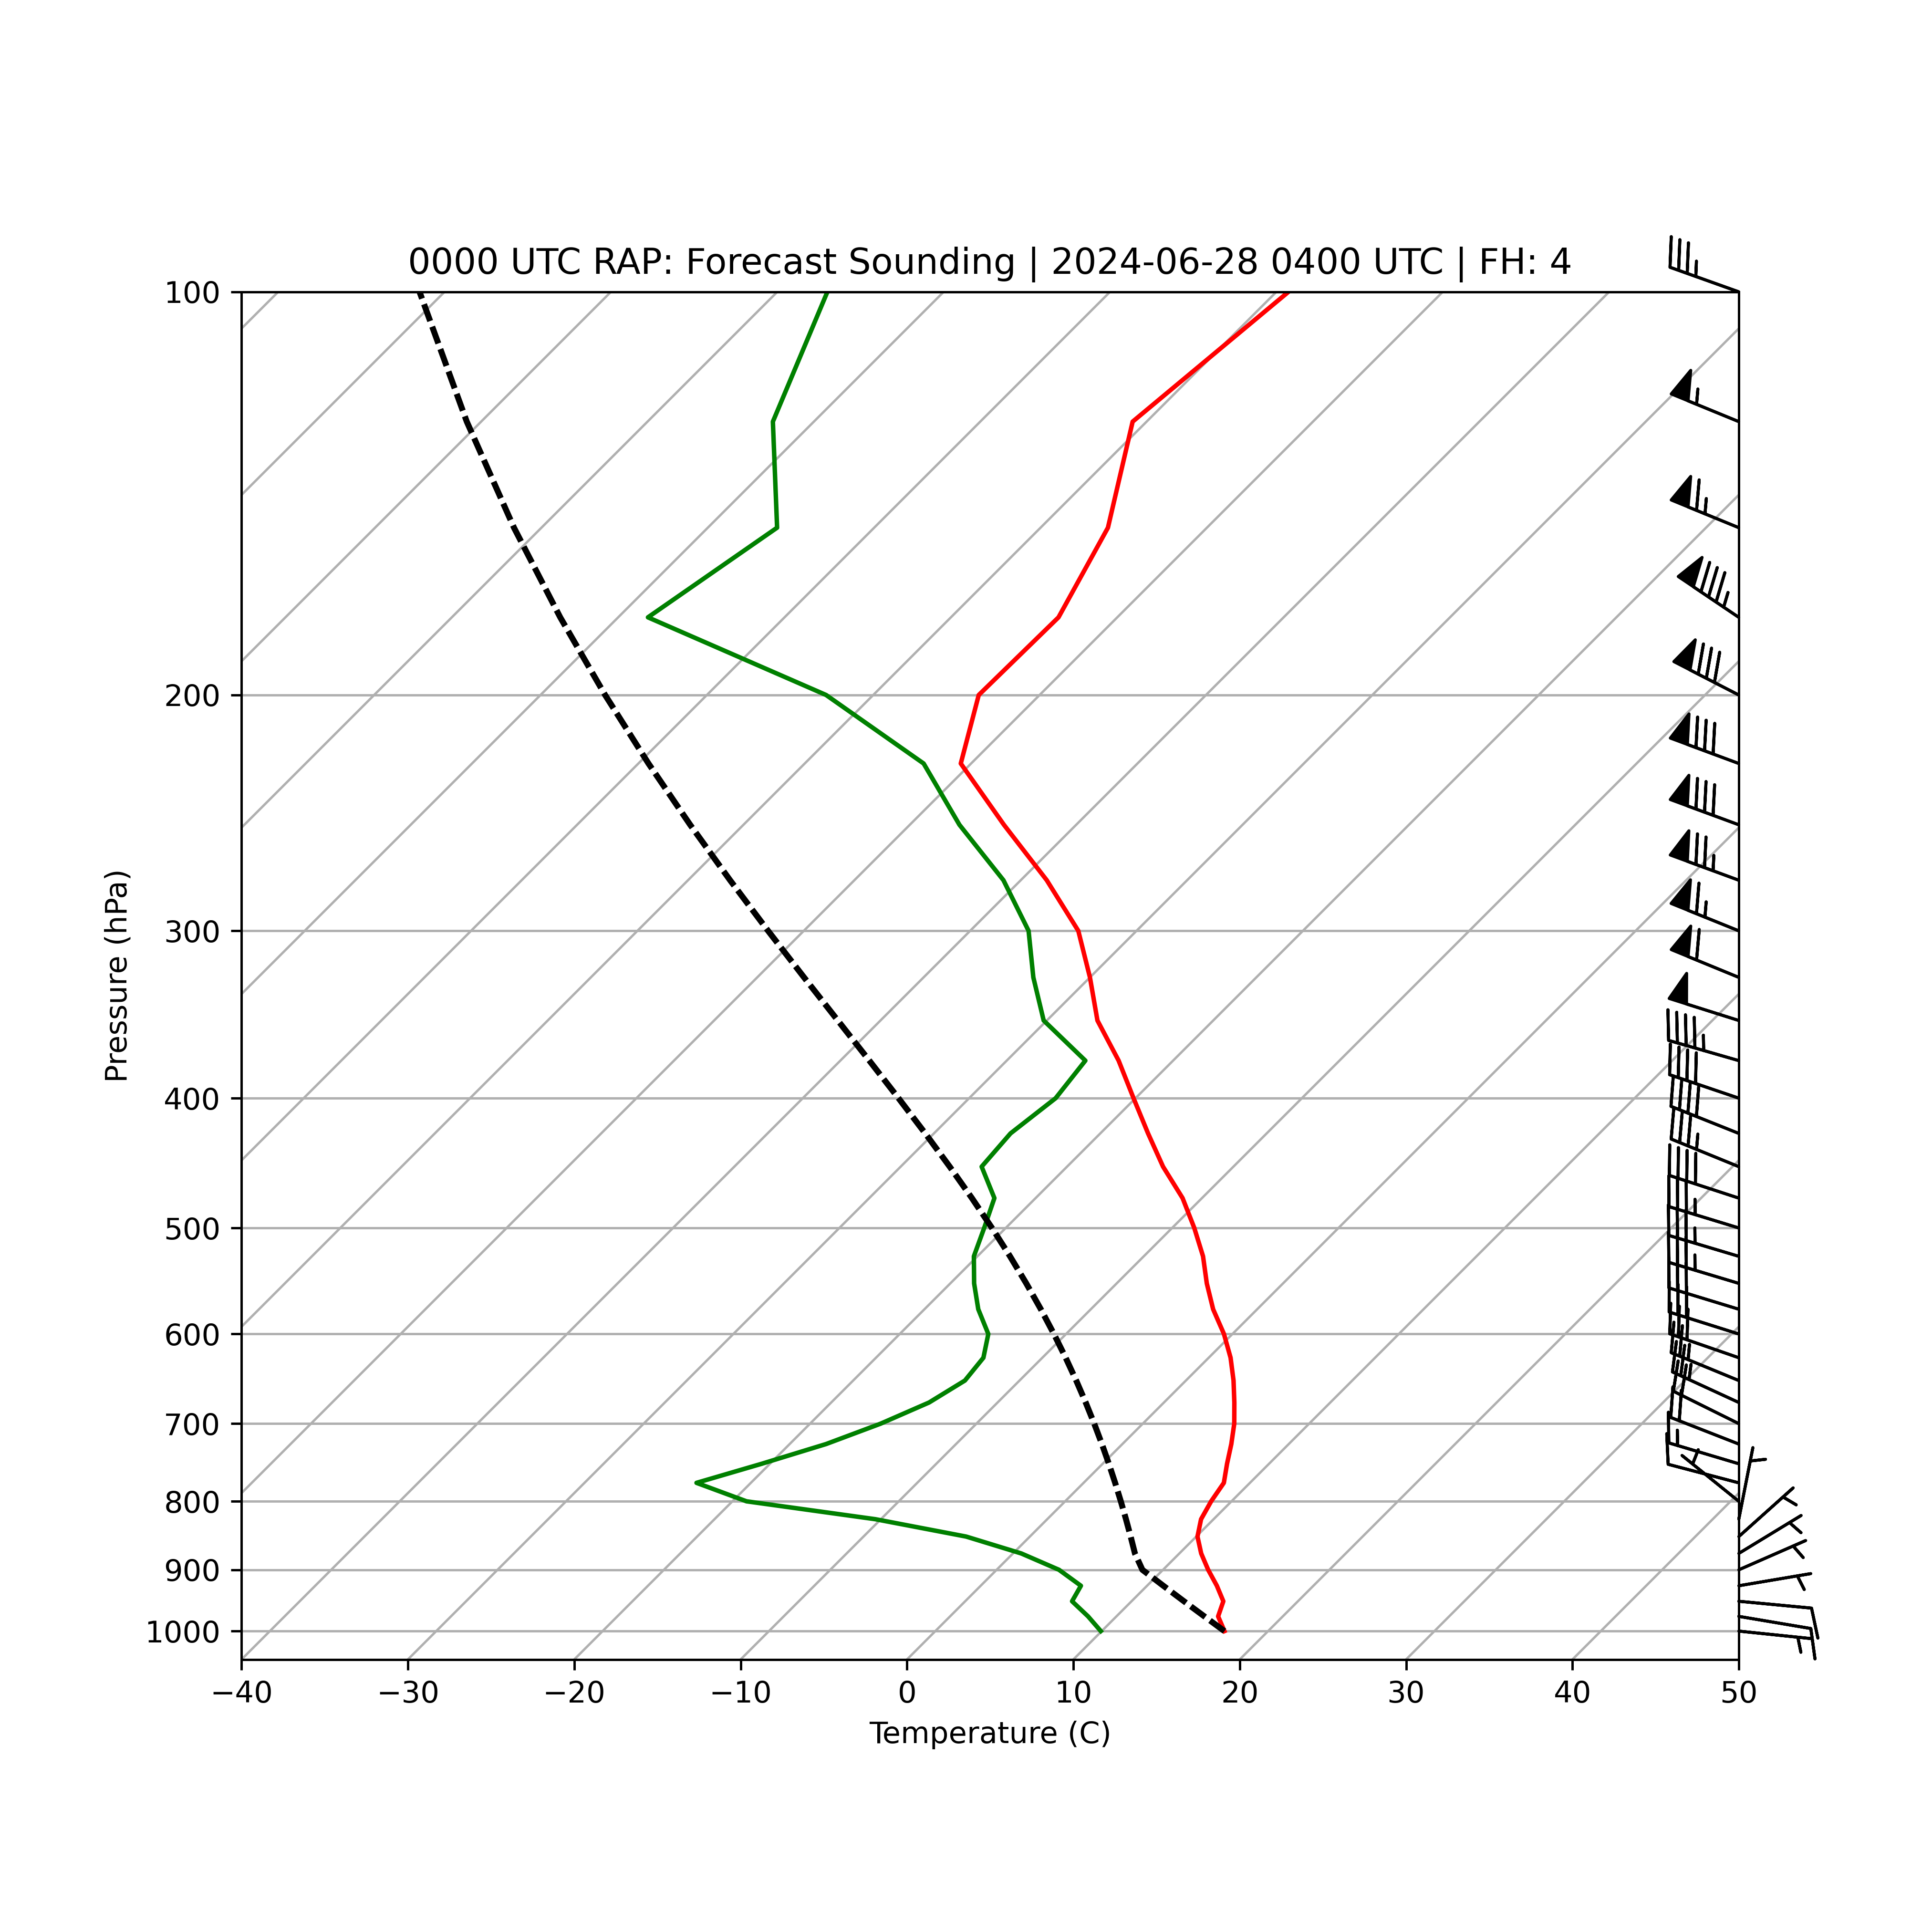 0000 UTC RAP: Forecast Sounding | 2024-06-28 0400 UTC | FH: 4
100
200
300
400
500
600
700
800
900
1000
Pressure (hPa)
−40 −30 −20 −10 0 10 20 30 40 50
Temperature (C)